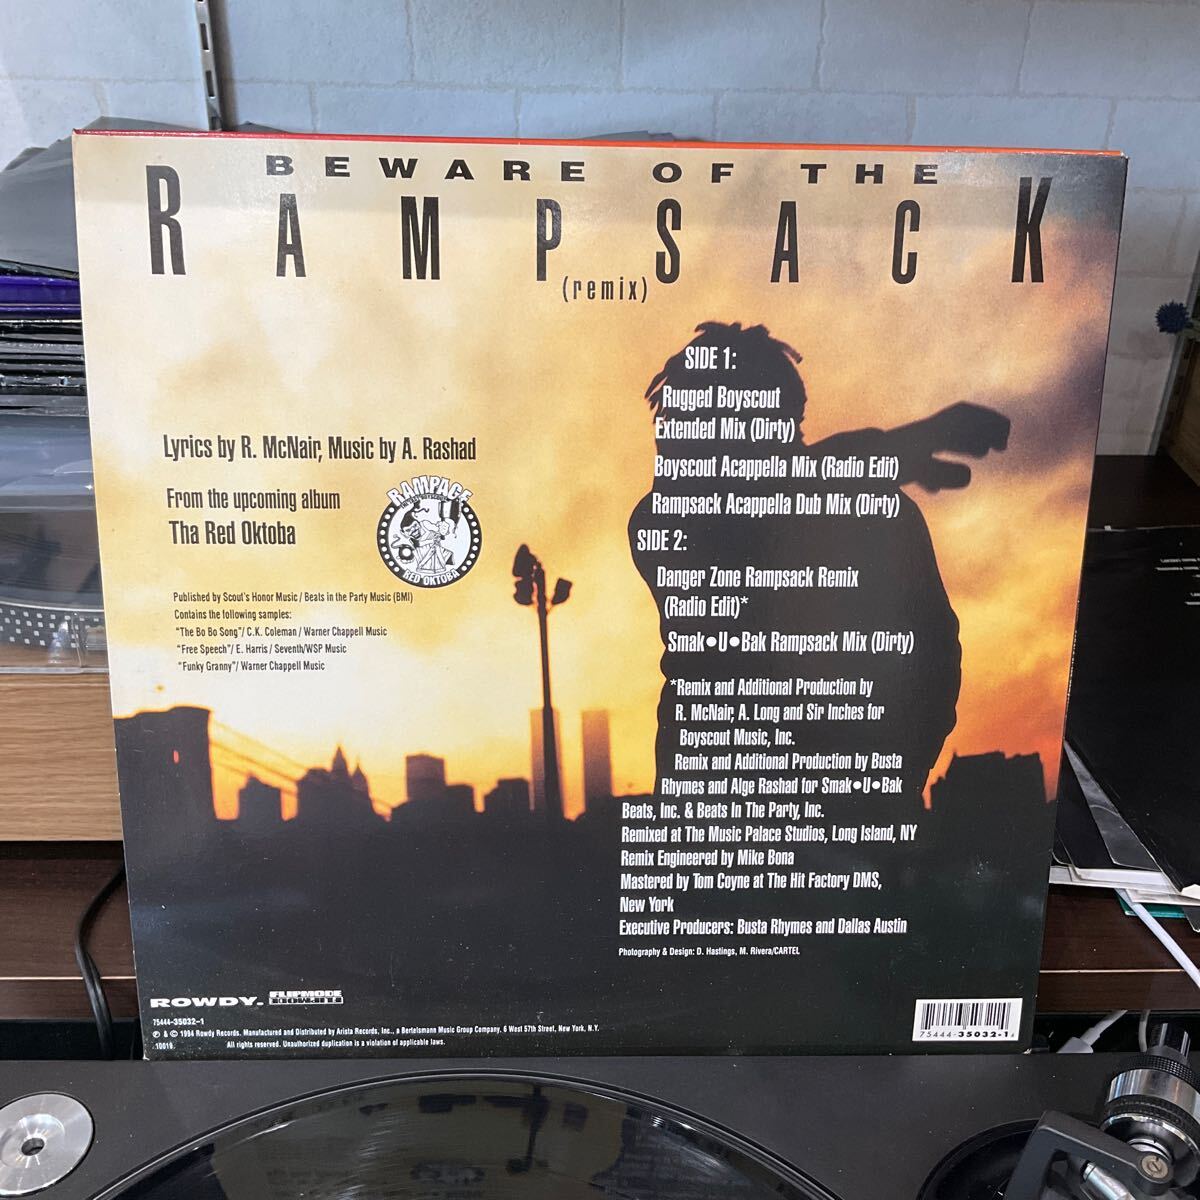 BEWARE OF THE
RAMPSACK
(remix)
Lyrics by R. McNair, Music by A. Rashad
From the upcoming album
Tha Red Oktoba
RAMPAGE
RED OKTOBA
Published by Scout's Honor Music / Beats in the Party Music (BMI)
Contains the following samples:
"The Bo Bo Song"/ C.K. Coleman / Warner Chappell Music
"Free Speech"/ E. Harris / Seventh/WSP Music
"Funky Granny"/ Warner Chappell Music
SIDE 1:
Rugged Boyscout
Extended Mix (Dirty)
Boyscout Acappella Mix (Radio Edit)
Rampsack Acappella Dub Mix (Dirty)
SIDE 2:
Danger Zone Rampsack Remix
(Radio Edit)*
Smak•U•Bak Rampsack Mix (Dirty)
*Remix and Additional Production by
R. McNair, A. Long and Sir Inches for
Boyscout Music, Inc.
Remix and Additional Production by Busta
Rhymes and Alge Rashad for Smak•U•Bak
Beats, Inc. & Beats In The Party, Inc.
Remixed at The Music Palace Studios, Long Island, NY
Remix Engineered by Mike Bona
Mastered by Tom Coyne at The Hit Factory DMS,
New York
Executive Producers: Busta Rhymes and Dallas Austin
Photography & Design: D. Hastings, M. Rivera/CARTEL
ROWDY. FLIPMODE
75444-35032-1
℗ & © 1994 Rowdy Records. Manufactured and Distributed by Arista Records, Inc., a Bertelsmann Music Group Company. 6 West 57th Street, New York, N.Y.
10019. All rights reserved. Unauthorized duplication is a violation of applicable laws.
75444-35032-1